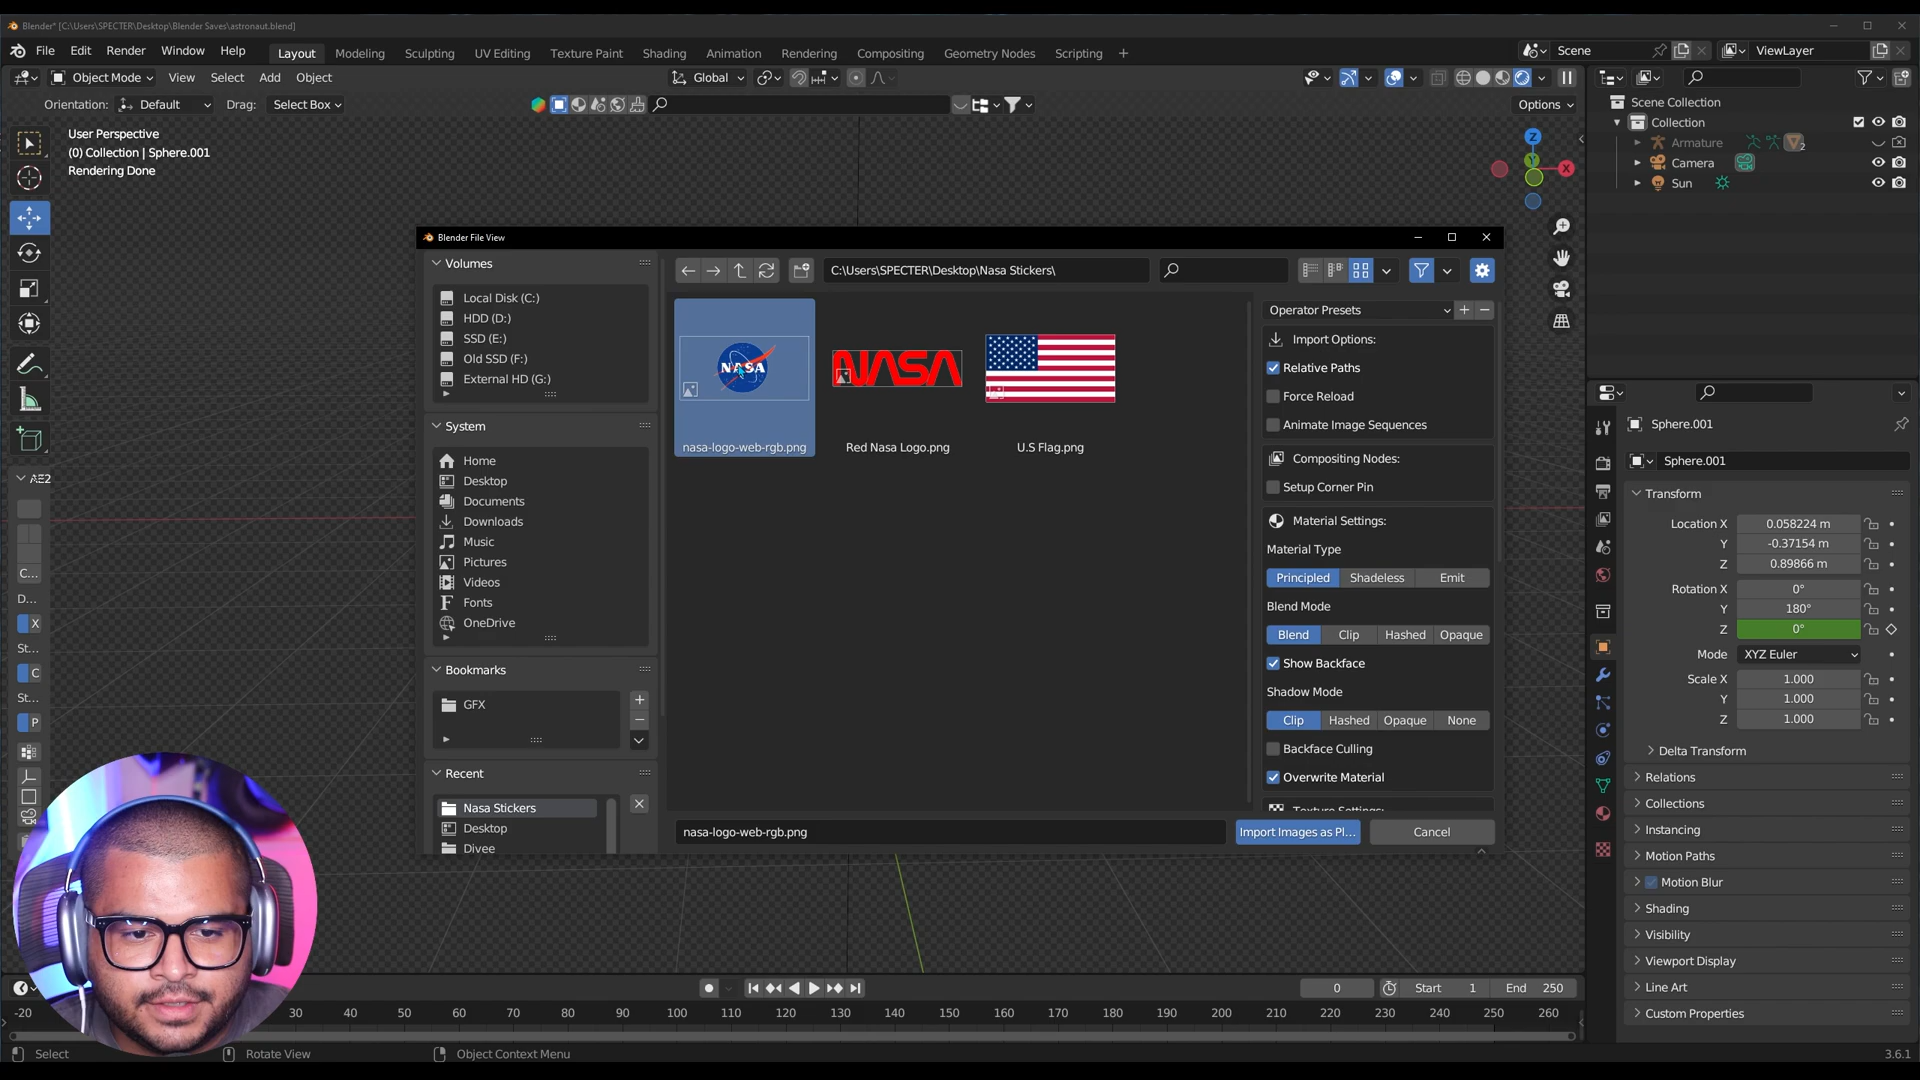 Blender* [C:\Users\SPECTER\Desktop\Blender Saves\astronaut.blend]
File Edit Render Window Help Layout Modeling Sculpting UV Editing Texture Paint Shading Animation Rendering Compositing Geometry Nodes Scripting + Scene ViewLayer
Object Mode View Select Add Object Global
Orientation: Default Drag: Select Box Options
User Perspective
(0) Collection | Sphere.001
Rendering Done
Z
Y
X
Scene Collection
Collection
Armature 2
Camera
Sun
Blender File View
Volumes
Local Disk (C:)
HDD (D:)
SSD (E:)
Old SSD (F:)
External HD (G:)
System
Home
Desktop
Documents
Downloads
Music
Pictures
Videos
Fonts
OneDrive
Bookmarks
GFX
Recent
Nasa Stickers
Desktop
Divee
C:\Users\SPECTER\Desktop\Nasa Stickers\
NASA
NASA
nasa-logo-web-rgb.png
Red Nasa Logo.png
U.S Flag.png
Operator Presets
Import Options:
Relative Paths
Force Reload
Animate Image Sequences
Compositing Nodes:
Setup Corner Pin
Material Settings:
Material Type
Principled Shadeless Emit
Blend Mode
Blend Clip Hashed Opaque
Show Backface
Shadow Mode
Clip Hashed Opaque None
Backface Culling
Overwrite Material
Texture Settings:
nasa-logo-web-rgb.png
Import Images as Pl...
Cancel
AE2
C...
D...
X
St...
C
St...
P
Sphere.001
Sphere.001
Transform
Location X 0.058224 m
Y -0.37154 m
Z 0.89866 m
Rotation X 0°
Y 180°
Z 0°
Mode XYZ Euler
Scale X 1.000
Y 1.000
Z 1.000
Delta Transform
Relations
Collections
Instancing
Motion Paths
Motion Blur
Shading
Visibility
Viewport Display
Line Art
Custom Properties
0 Start 1 End 250
-20 30 40 50 60 70 80 90 100 110 120 130 140 150 160 170 180 190 200 210 220 230 240 250 260
Select Rotate View Object Context Menu 3.6.1